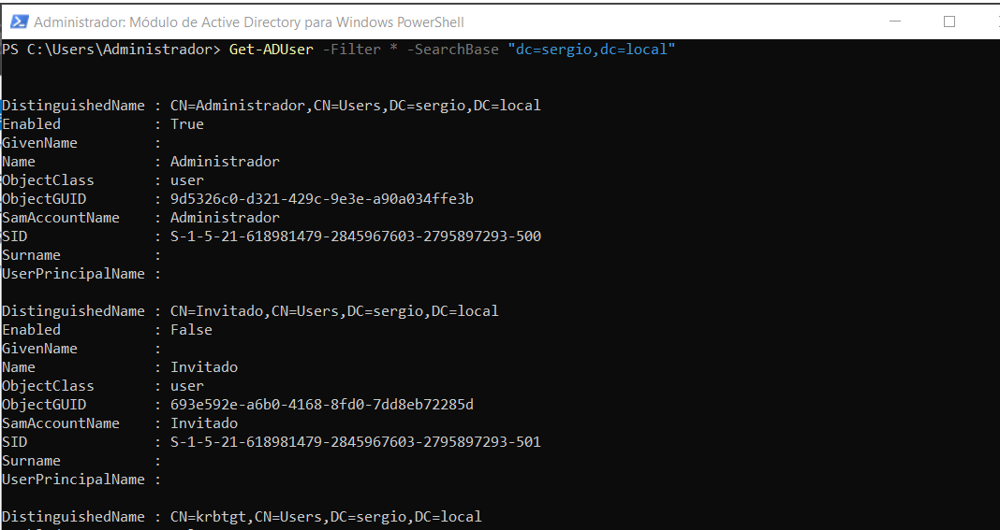 Administrador: Módulo de Active Directory para Windows PowerShell
PS C:\Users\Administrador> Get-ADUser -Filter * -SearchBase "dc=sergio,dc=local"
DistinguishedName : CN=Administrador,CN=Users,DC=sergio,DC=local
Enabled           : True
GivenName         :
Name              : Administrador
ObjectClass       : user
ObjectGUID        : 9d5326c0-d321-429c-9e3e-a90a034ffe3b
SamAccountName    : Administrador
SID               : S-1-5-21-618981479-2845967603-2795897293-500
Surname           :
UserPrincipalName :
DistinguishedName : CN=Invitado,CN=Users,DC=sergio,DC=local
Enabled           : False
GivenName         :
Name              : Invitado
ObjectClass       : user
ObjectGUID        : 693e592e-a6b0-4168-8fd0-7dd8eb72285d
SamAccountName    : Invitado
SID               : S-1-5-21-618981479-2845967603-2795897293-501
Surname           :
UserPrincipalName :
DistinguishedName : CN=krbtgt,CN=Users,DC=sergio,DC=local